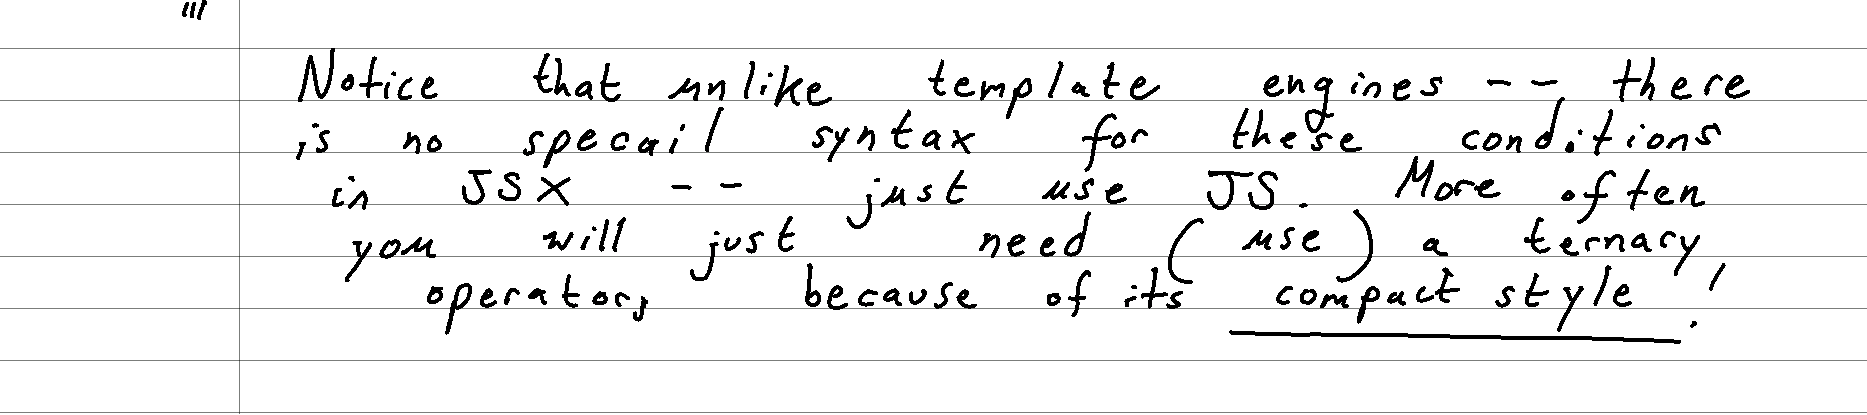 Notice that unlike template engines -- there
is no specail syntax for these conditions
in JSX -- just use JS. More often
you will just need (use) a ternary
operator, because of its compact style!